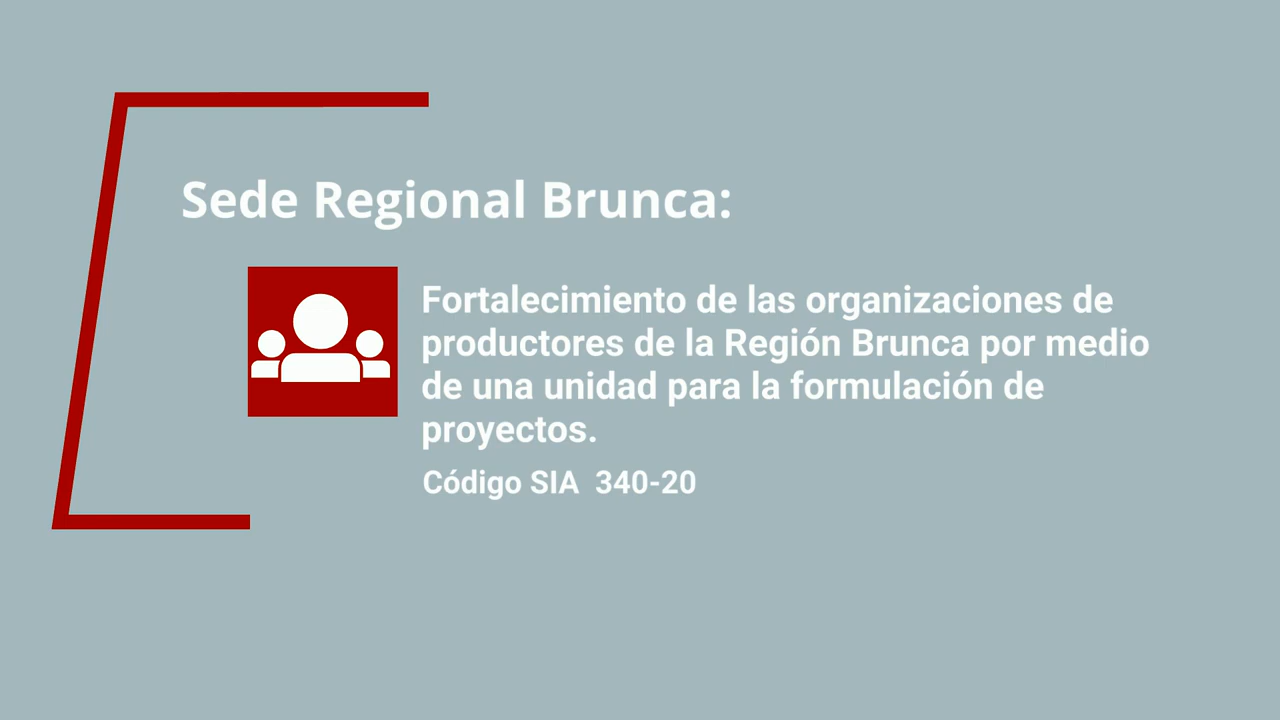 Sede Regional Brunca:
Fortalecimiento de las organizaciones de
productores de la Región Brunca por medio
de una unidad para la formulación de
proyectos.
Código SIA 340-20